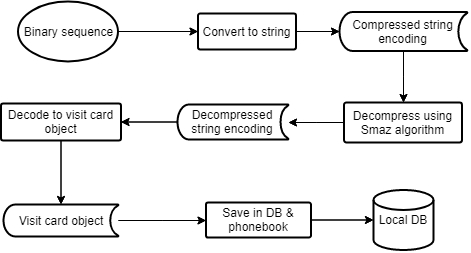 Binary sequence
Convert to string
Compressed string
encoding
Decompress using
Smaz algorithm
Decompressed
string encoding
Decode to visit card
object
Visit card object
Save in DB &
phonebook
Local DB